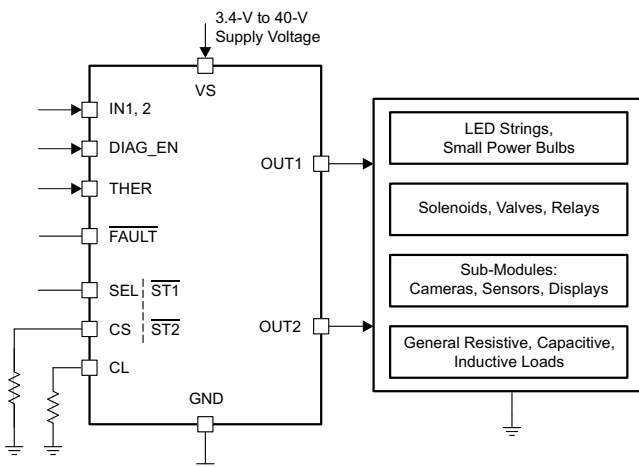 3.4-V to 40-V
Supply Voltage
VS
IN1, 2
DIAG_EN
THER
FAULT
SEL
ST1
CS
ST2
CL
GND
OUT1
OUT2
LED Strings,
Small Power Bulbs
Solenoids, Valves, Relays
Sub-Modules:
Cameras, Sensors, Displays
General Resistive, Capacitive,
Inductive Loads